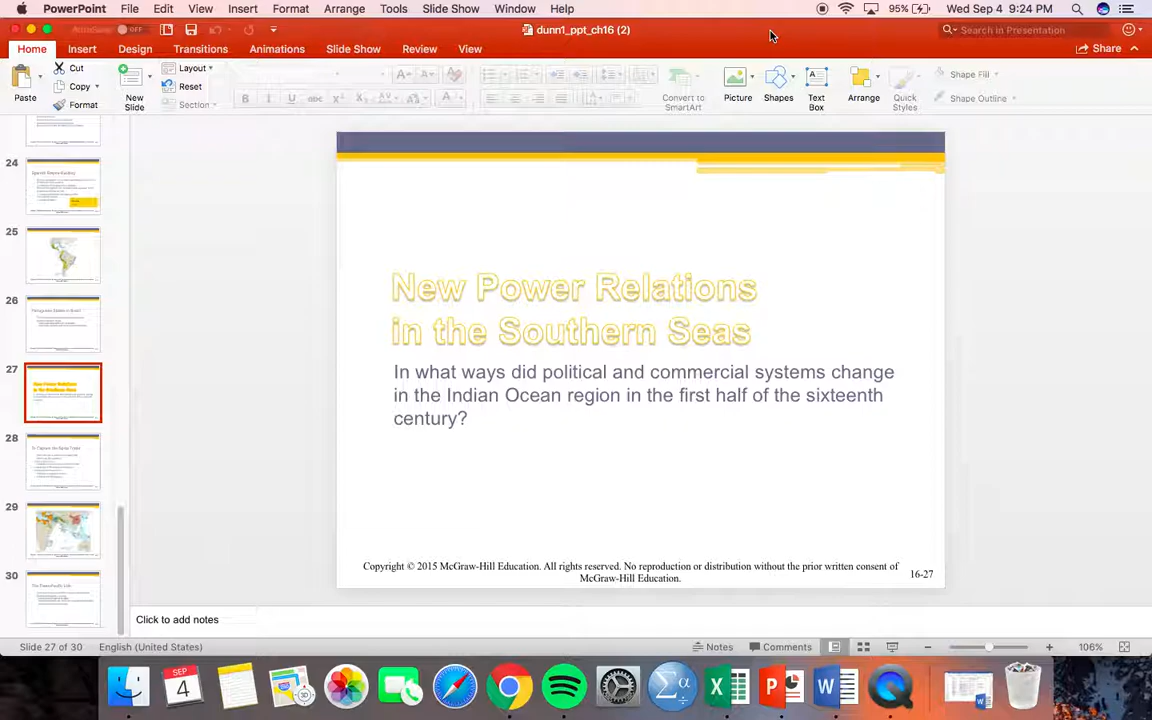 PowerPoint File Edit View Insert Format Arrange Tools Slide Show Window Help 95% Wed Sep 4 9:24 PM
AutoSave OFF dunn1_ppt_ch16 (2) Search in Presentation
Home Insert Design Transitions Animations Slide Show Review View Share
Paste Cut Copy Format
New Slide Layout Reset Section
Convert to SmartArt Picture Shapes Text Box Arrange Quick Styles Shape Fill Shape Outline
24
25
26
27
28
29
30
New Power Relations
in the Southern Seas
In what ways did political and commercial systems change
in the Indian Ocean region in the first half of the sixteenth
century?
Copyright © 2015 McGraw-Hill Education. All rights reserved. No reproduction or distribution without the prior written consent of
McGraw-Hill Education.
16-27
Click to add notes
Slide 27 of 30 English (United States) Notes Comments 106%
SEP
4